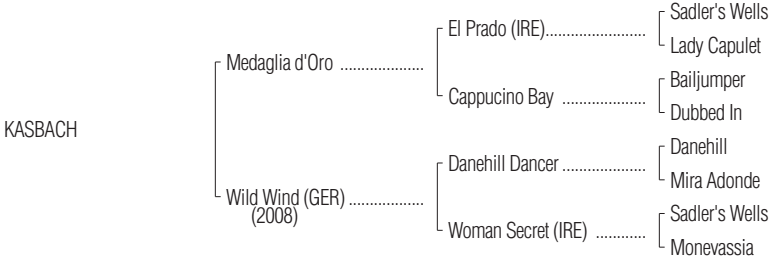 Sadler's Wells
El Prado (IRE)........................
Lady Capulet
Medaglia d'Oro ....................
Bailjumper
Cappucino Bay ....................
Dubbed In
KASBACH
Danehill
Danehill Dancer ....................
Mira Adonde
Wild Wind (GER) ..................
(2008)
Sadler's Wells
Woman Secret (IRE) ............
Monevassia